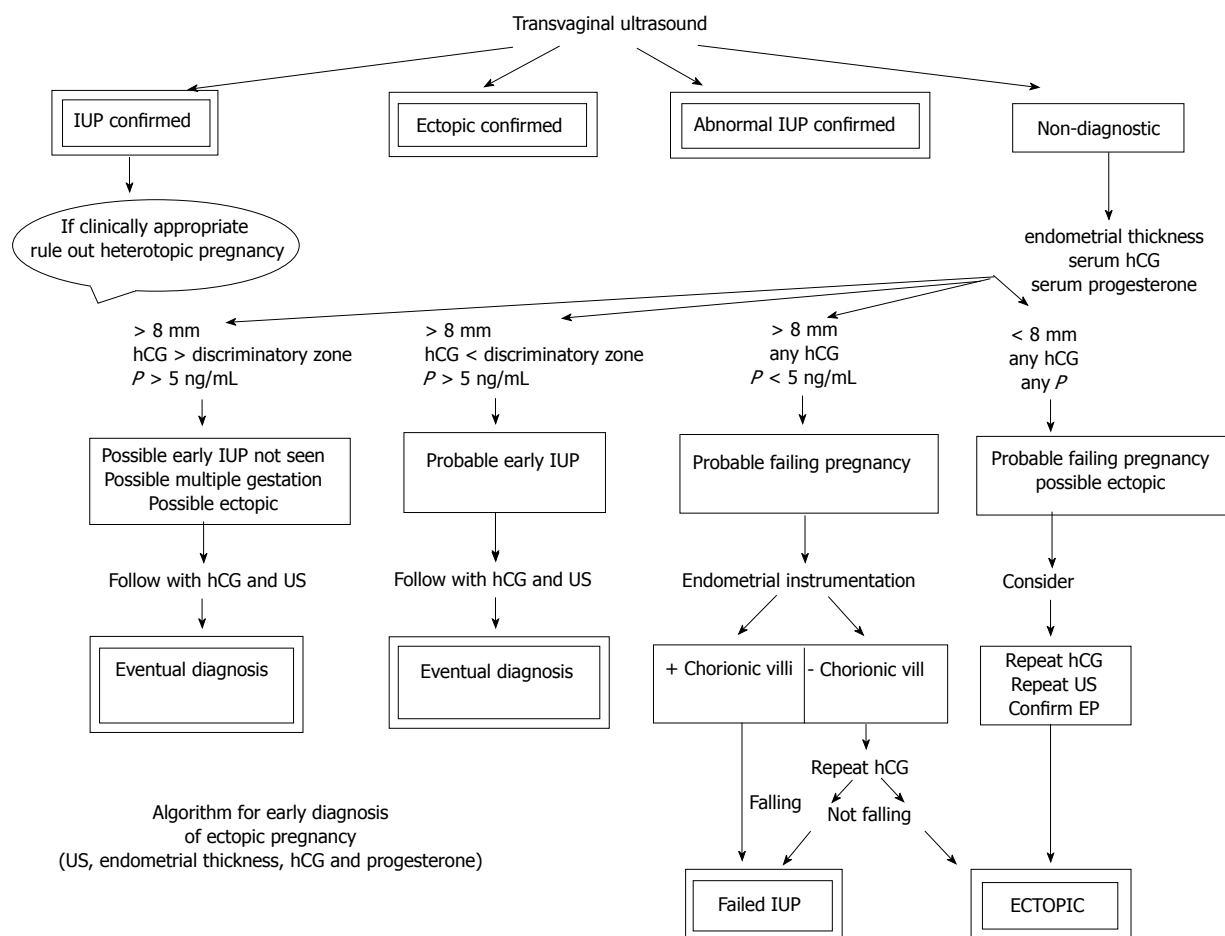 Transvaginal ultrasound
IUP confirmed
Ectopic confirmed
Abnormal IUP confirmed
Non-diagnostic
If clinically appropriate
rule out heterotopic pregnancy
endometrial thickness
serum hCG
serum progesterone
> 8 mm
hCG > discriminatory zone
P > 5 ng/mL
> 8 mm
hCG < discriminatory zone
P > 5 ng/mL
> 8 mm
any hCG
P < 5 ng/mL
< 8 mm
any hCG
any P
Possible early IUP not seen
Possible multiple gestation
Possible ectopic
Probable early IUP
Probable failing pregnancy
Probable failing pregnancy
possible ectopic
Follow with hCG and US
Follow with hCG and US
Endometrial instrumentation
Consider
Eventual diagnosis
Eventual diagnosis
+ Chorionic villi
- Chorionic vill
Repeat hCG
Repeat US
Confirm EP
Repeat hCG
Falling
Not falling
Algorithm for early diagnosis
of ectopic pregnancy
(US, endometrial thickness, hCG and progesterone)
Failed IUP
ECTOPIC